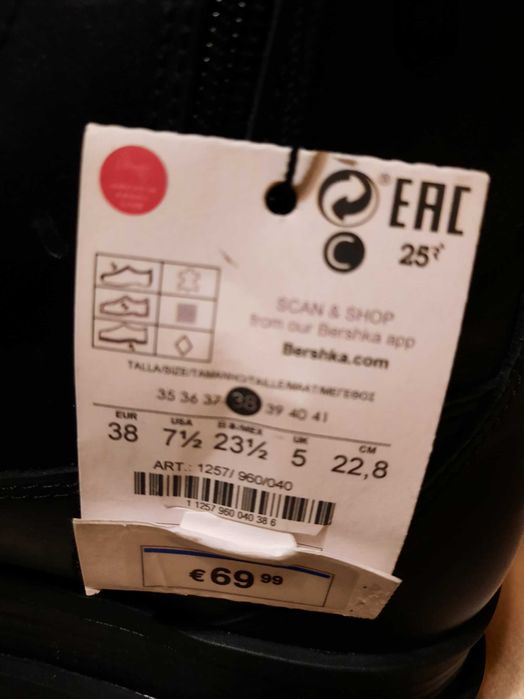 EAC
C
25
SCAN & SHOP
from our Bershka app
Bershka.com
TALLA/SIZE/TAMANHO/TAILLE/MAAT/ΜΕΓΕΘΟΣ
35 36 37 38 39 40 41
EUR USA UK CM
38 7½ 23½ 5 22,8
ART.: 1257/ 960/040
1 1257 960 040 38 6
€ 69 99